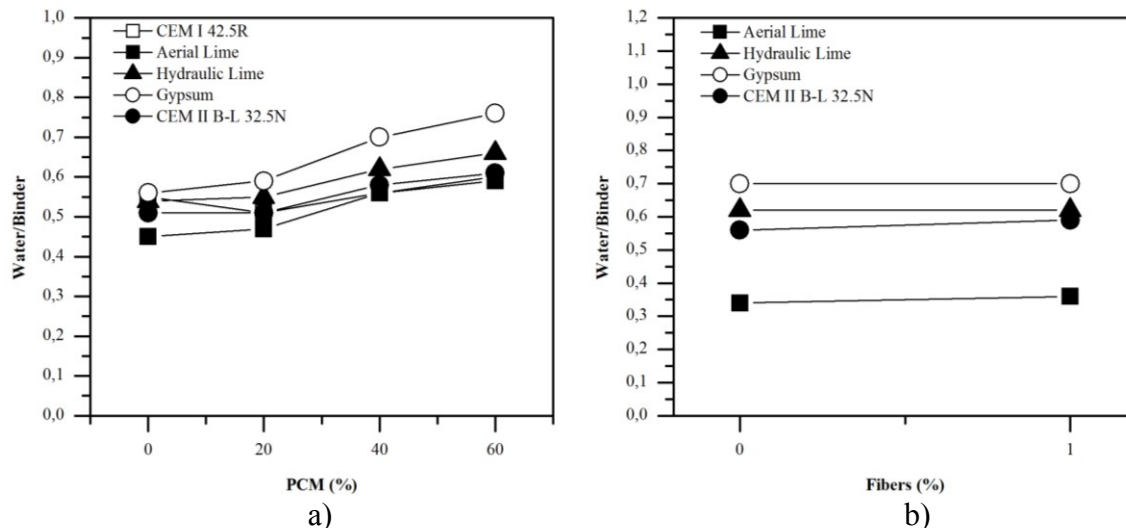 1,0
0,9
0,8
0,7
0,6
0,5
0,4
0,3
0,2
0,1
0,0
Water/Binder
CEM I 42.5R
Aerial Lime
Hydraulic Lime
Gypsum
CEM II B-L 32.5N
0 20 40 60
PCM (%)
a)
1,2
1,1
1,0
0,9
0,8
0,7
0,6
0,5
0,4
0,3
0,2
0,1
0,0
Water/Binder
Aerial Lime
Hydraulic Lime
Gypsum
CEM II B-L 32.5N
0 1
Fibers (%)
b)